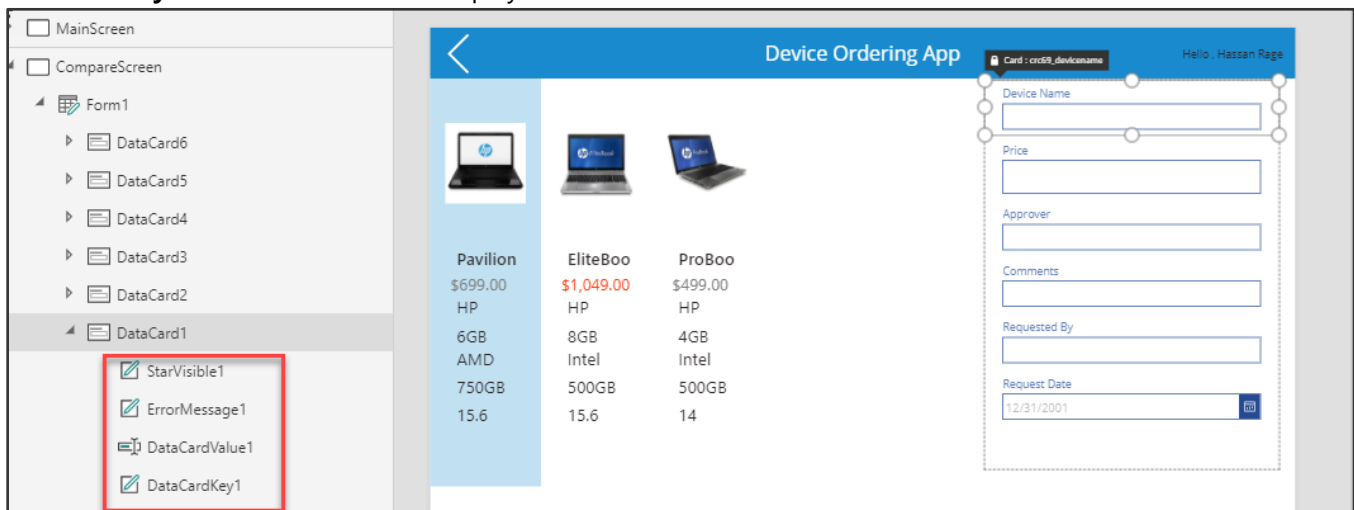 MainScreen
CompareScreen
Form1
DataCard6
DataCard5
DataCard4
DataCard3
DataCard2
DataCard1
StarVisible1
ErrorMessage1
DataCardValue1
DataCardKey1
Device Ordering App
Card : crc69_devicename
Hello , Hassan Rage
Pavilion EliteBoo ProBoo
$699.00 $1,049.00 $499.00
HP HP HP
6GB 8GB 4GB
AMD Intel Intel
750GB 500GB 500GB
15.6 15.6 14
Device Name
Price
Approver
Comments
Requested By
Request Date
12/31/2001